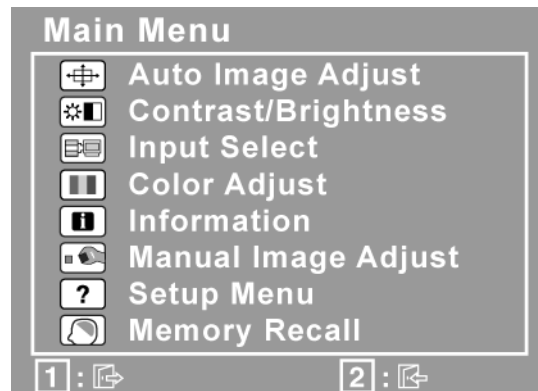 Main Menu
Auto Image Adjust
Contrast/Brightness
Input Select
Color Adjust
i Information
Manual Image Adjust
? Setup Menu
Memory Recall
1 : 2 :